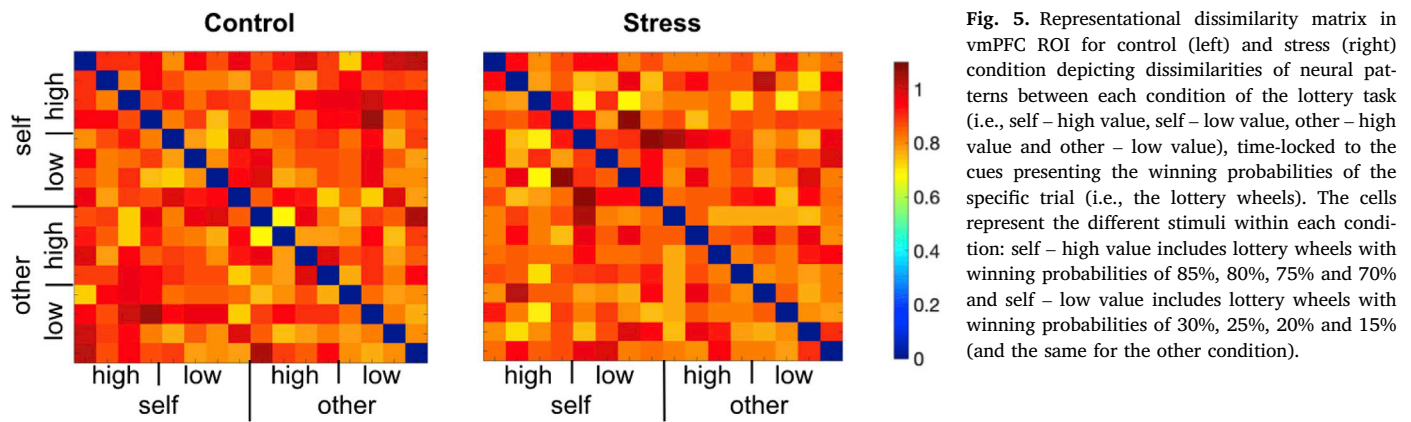 Control
Stress
self
high
low
other
high
low
high
low
high
low
self
other
high
low
high
low
self
other
1
0.8
0.6
0.4
0.2
0
Fig. 5. Representational dissimilarity matrix in
vmPFC ROI for control (left) and stress (right)
condition depicting dissimilarities of neural pat-
terns between each condition of the lottery task
(i.e., self – high value, self – low value, other – high
value and other – low value), time-locked to the
cues presenting the winning probabilities of the
specific trial (i.e., the lottery wheels). The cells
represent the different stimuli within each condi-
tion: self – high value includes lottery wheels with
winning probabilities of 85%, 80%, 75% and 70%
and self – low value includes lottery wheels with
winning probabilities of 30%, 25%, 20% and 15%
(and the same for the other condition).